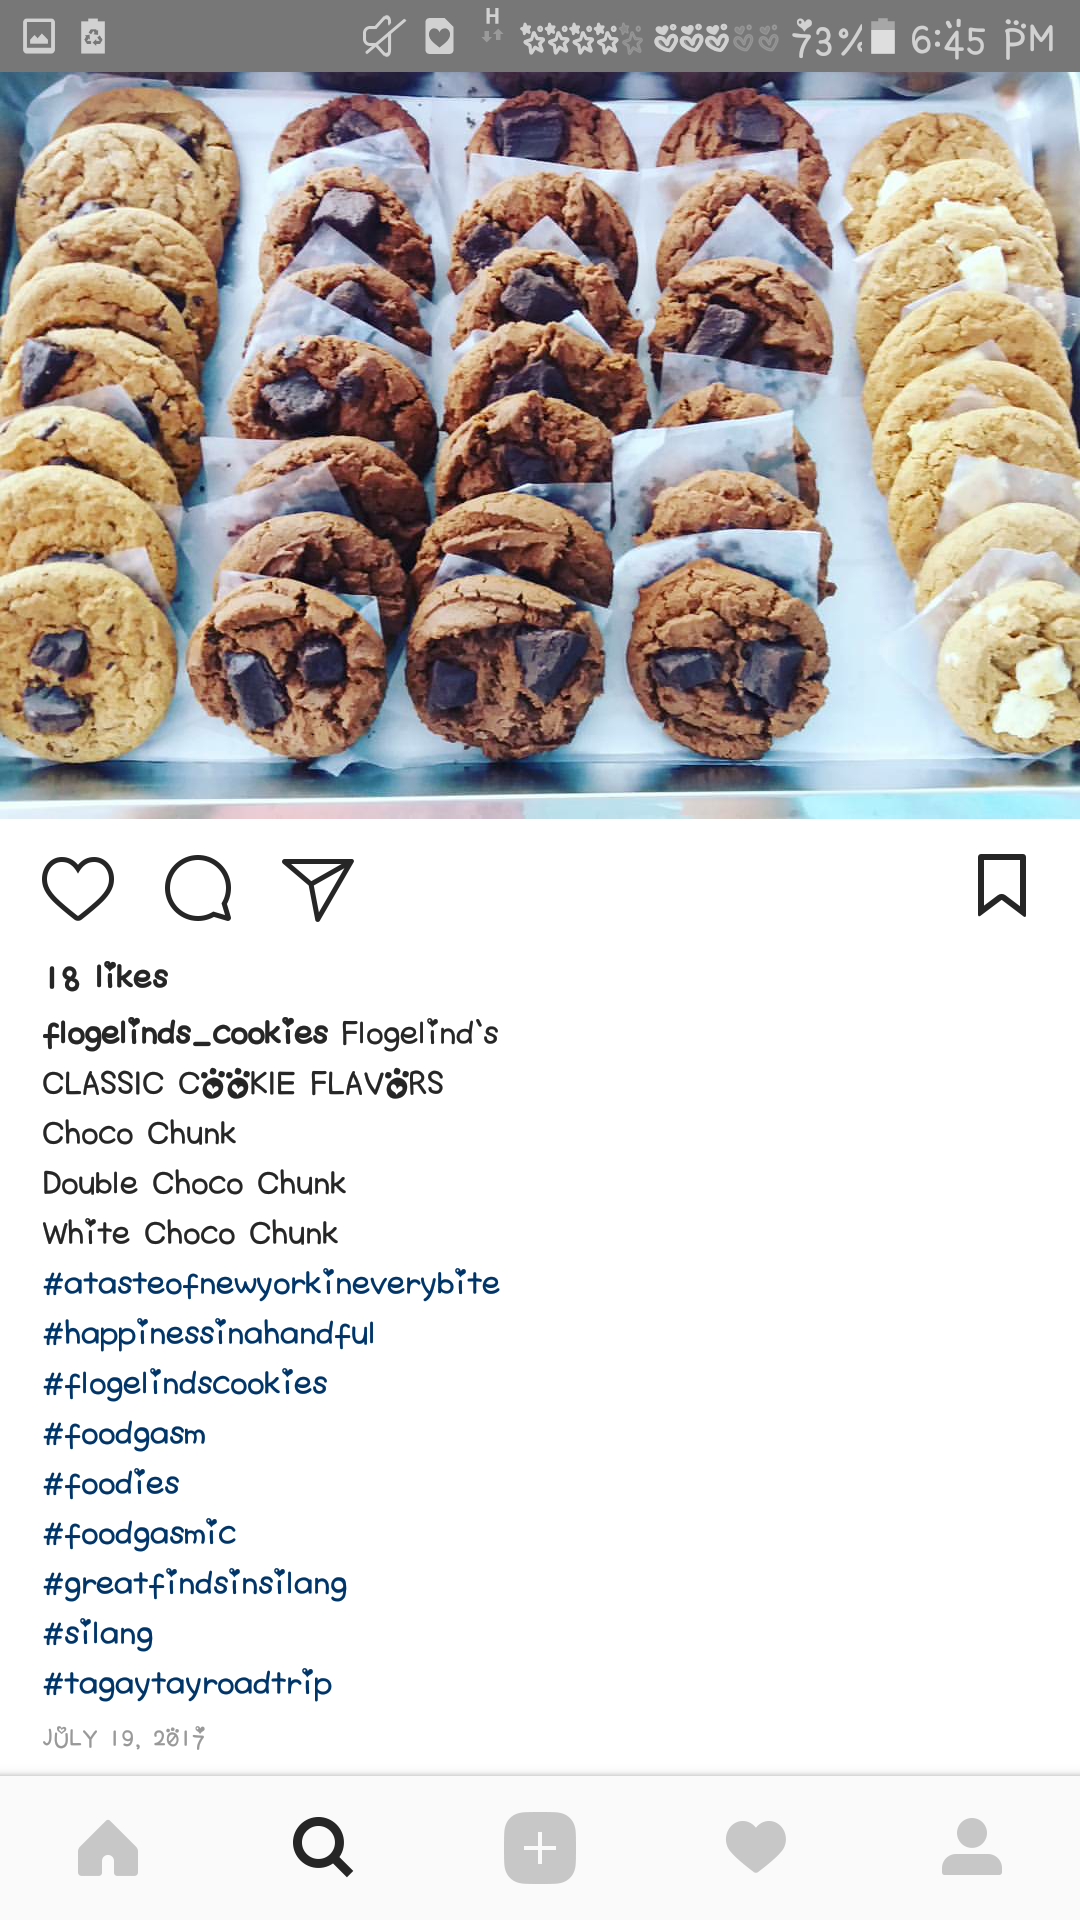 H
73% 6:45 PM
18 likes
flogelinds_cookies Flogelind's
CLASSIC COOKIE FLAVORS
Choco Chunk
Double Choco Chunk
White Choco Chunk
#atasteofnewyorkineverybite
#happinessinahandful
#flogelindscookies
#foodgasm
#foodies
#foodgasmic
#greatfindsinsilang
#silang
#tagaytayroadtrip
JULY 19, 2017